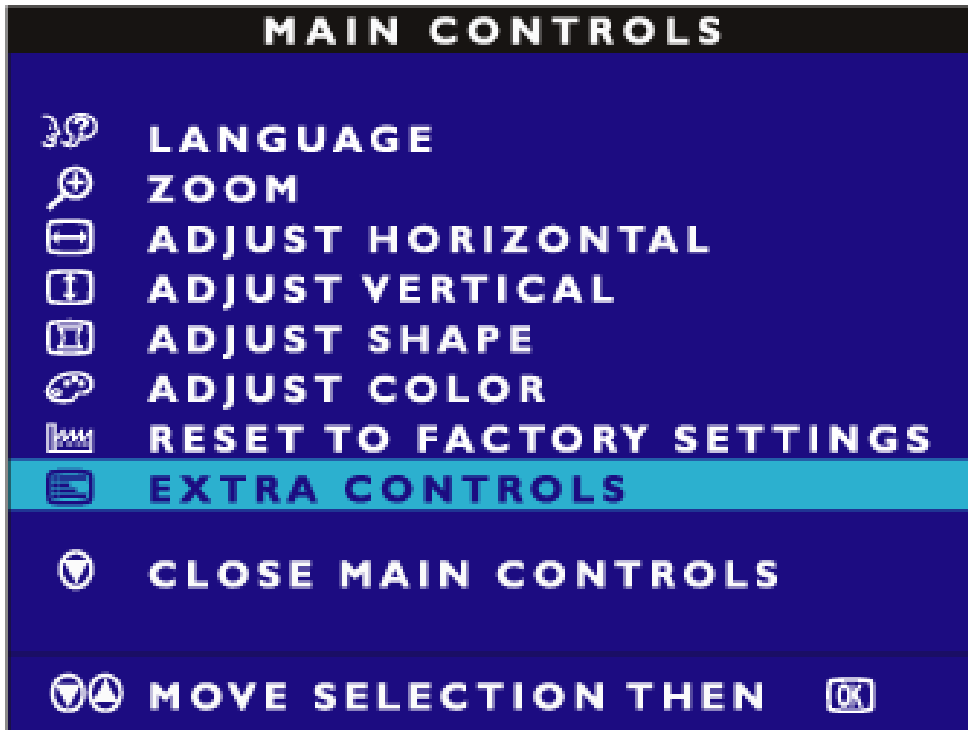 MAIN CONTROLS
LANGUAGE
ZOOM
ADJUST HORIZONTAL
ADJUST VERTICAL
ADJUST SHAPE
ADJUST COLOR
RESET TO FACTORY SETTINGS
EXTRA CONTROLS
CLOSE MAIN CONTROLS
MOVE SELECTION THEN OK